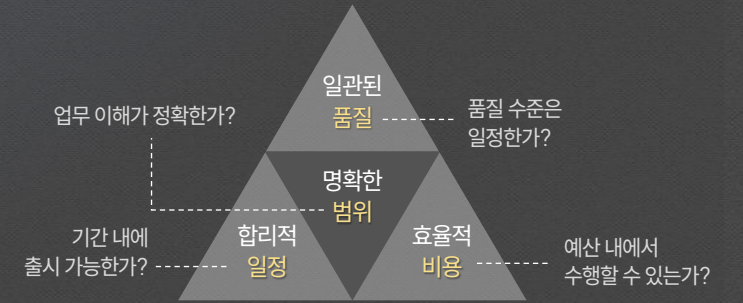 일관된
품질
품질 수준은
일정한가?
업무 이해가 정확한가?
명확한
범위
기간 내에
출시 가능한가?
합리적
일정
효율적
비용
예산 내에서
수행할 수 있는가?